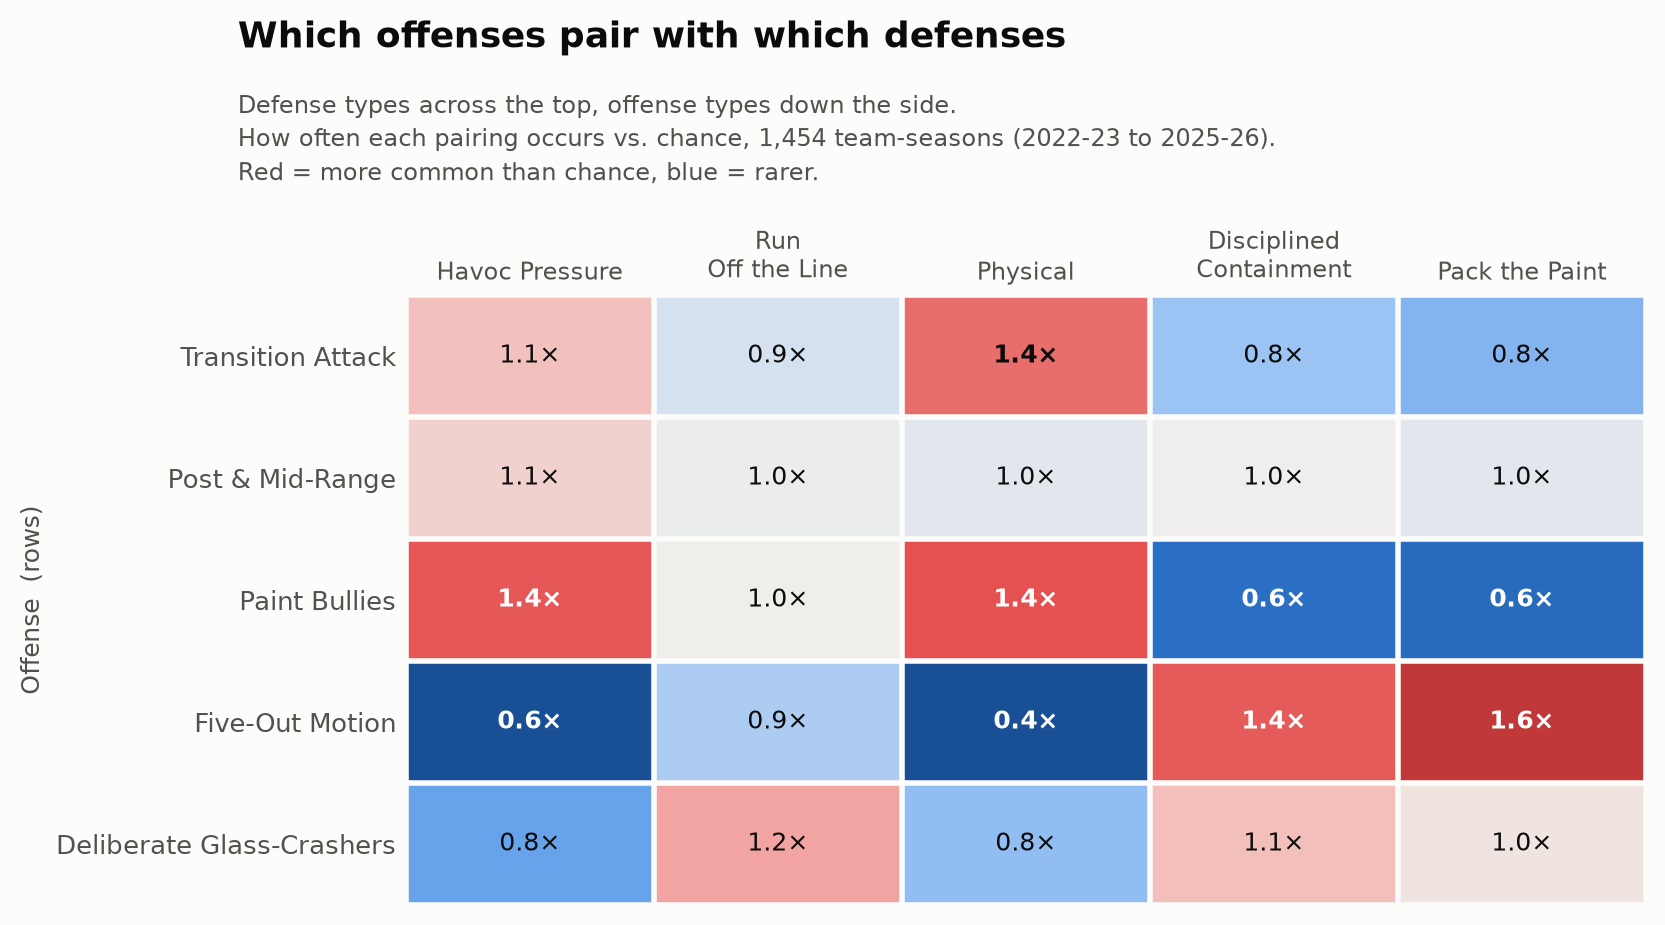 Which offenses pair with which defenses
Defense types across the top, offense types down the side.
How often each pairing occurs vs. chance, 1,454 team-seasons (2022-23 to 2025-26).
Red = more common than chance, blue = rarer.
Havoc Pressure
Run
Off the Line
Physical
Disciplined
Containment
Pack the Paint
Offense (rows)
Transition Attack 1.1× 0.9× 1.4× 0.8× 0.8×
Post & Mid-Range 1.1× 1.0× 1.0× 1.0× 1.0×
Paint Bullies 1.4× 1.0× 1.4× 0.6× 0.6×
Five-Out Motion 0.6× 0.9× 0.4× 1.4× 1.6×
Deliberate Glass-Crashers 0.8× 1.2× 0.8× 1.1× 1.0×